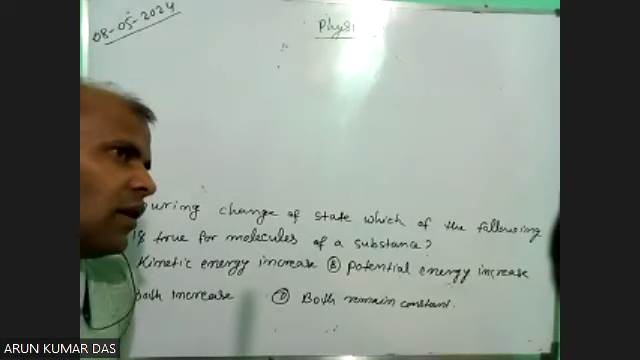 08-05-2024
Physi
uring change of state which of the following
is true for molecules of a substance?
Kinetic energy increase Ⓑ Potential energy increase
Both Increase Ⓓ Both remain constant.
ARUN KUMAR DAS